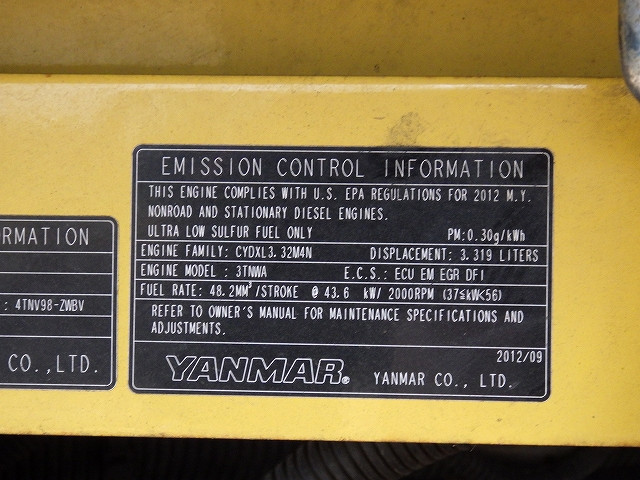 RMATION
: 4TNV98-ZWBV
CO.,LTD.
EMISSION CONTROL INFORMATION
THIS ENGINE COMPLIES WITH U.S. EPA REGULATIONS FOR 2012 M.Y.
NONROAD AND STATIONARY DIESEL ENGINES.
ULTRA LOW SULFUR FUEL ONLY PM:0.30g/kWh
ENGINE FAMILY: CYDXL3.32M4N DISPLACEMENT: 3.319 LITERS
ENGINE MODEL : 3TNWA E.C.S.: ECU EM EGR DFI
FUEL RATE: 48.2MM³/STROKE @ 43.6 kW/ 2000RPM (37≦kW<56)
REFER TO OWNER'S MANUAL FOR MAINTENANCE SPECIFICATIONS AND
ADJUSTMENTS.
2012/09
YANMAR® YANMAR CO., LTD.